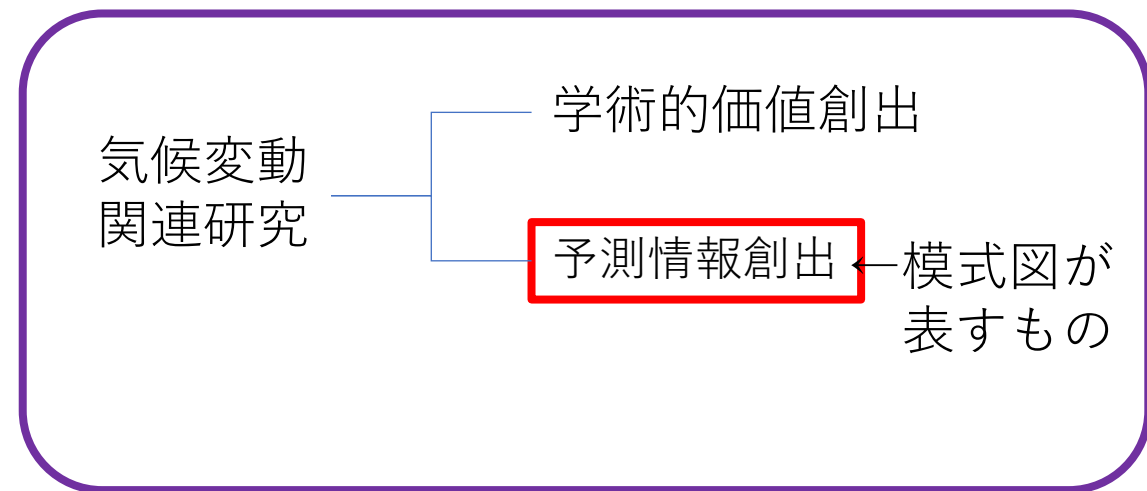 気候変動
関連研究
学術的価値創出
予測情報創出
模式図が
表すもの